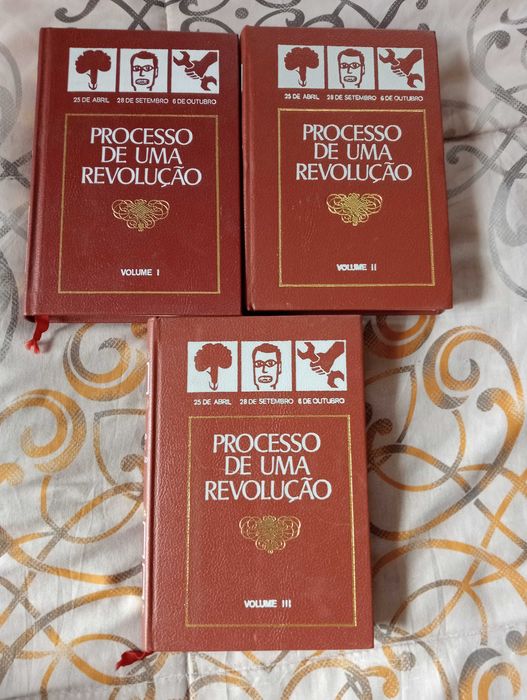 25 DE ABRIL 28 DE SETEMBRO 6 DE OUTUBRO
PROCESSO
DE UMA
REVOLUÇÃO
VOLUME I
25 DE ABRIL 28 DE SETEMBRO 6 DE OUTUBRO
PROCESSO
DE UMA
REVOLUÇÃO
VOLUME II
25 DE ABRIL 28 DE SETEMBRO 6 DE OUTUBRO
PROCESSO
DE UMA
REVOLUÇÃO
VOLUME III